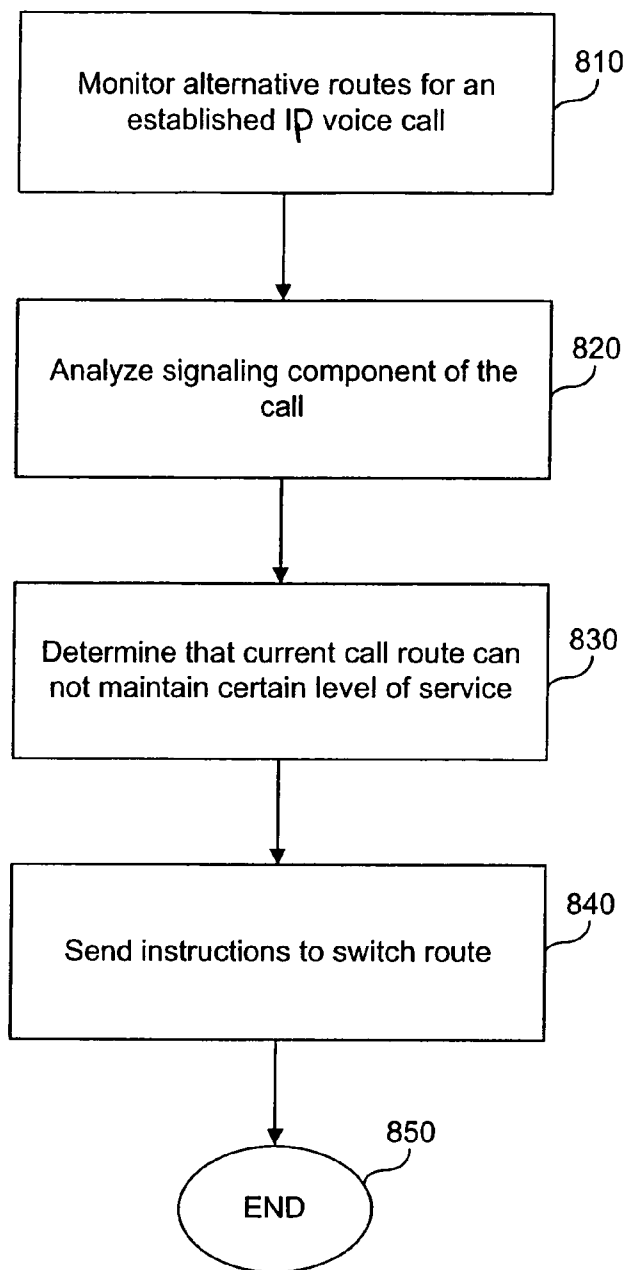 Monitor alternative routes for an
established IP voice call
810
Analyze signaling component of the
call
820
Determine that current call route can
not maintain certain level of service
830
Send instructions to switch route
840
END
850